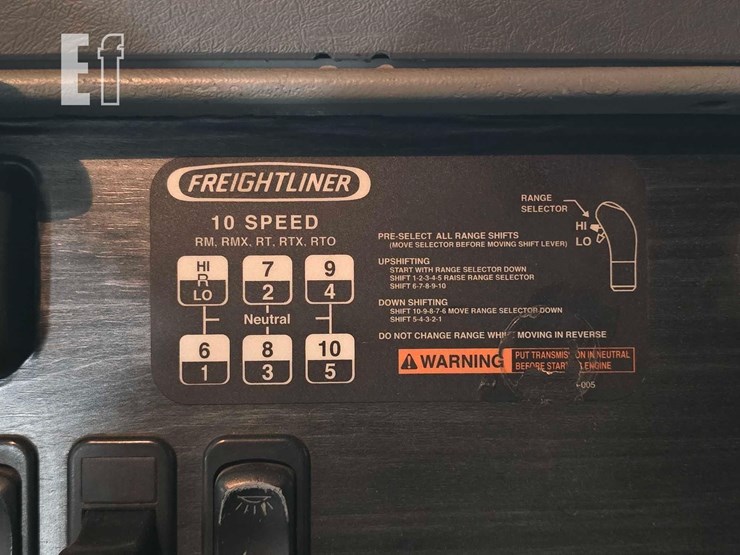 Ef
FREIGHTLINER
10 SPEED
RM, RMX, RT, RTX, RTO
HI
R
LO
7
2
9
4
Neutral
6
1
8
3
10
5
RANGE
SELECTOR
HI
LO
PRE-SELECT ALL RANGE SHIFTS
(MOVE SELECTOR BEFORE MOVING SHIFT LEVER)
UPSHIFTING
START WITH RANGE SELECTOR DOWN
SHIFT 1-2-3-4-5 RAISE RANGE SELECTOR
SHIFT 6-7-8-9-10
DOWN SHIFTING
SHIFT 10-9-8-7-6 MOVE RANGE SELECTOR DOWN
SHIFT 5-4-3-2-1
DO NOT CHANGE RANGE MOVING IN REVERSE
WARNING
PUT IN NEUTRAL
BEFORE ENGINE
-005